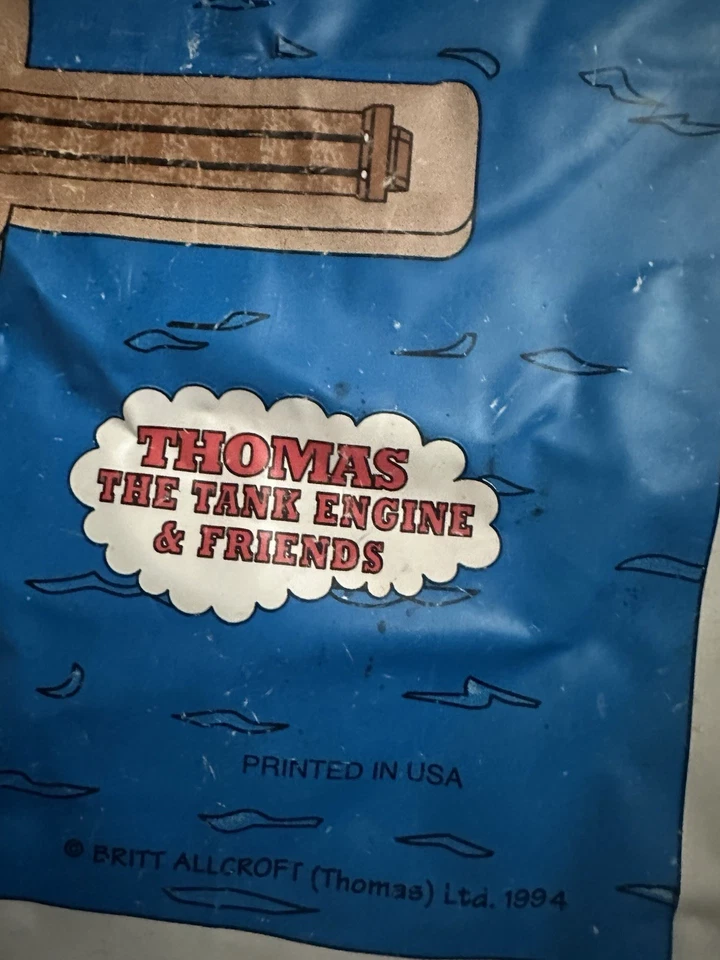 THOMAS
THE TANK ENGINE
& FRIENDS
PRINTED IN USA
© BRITT ALLCROFT (Thomas) Ltd. 1994